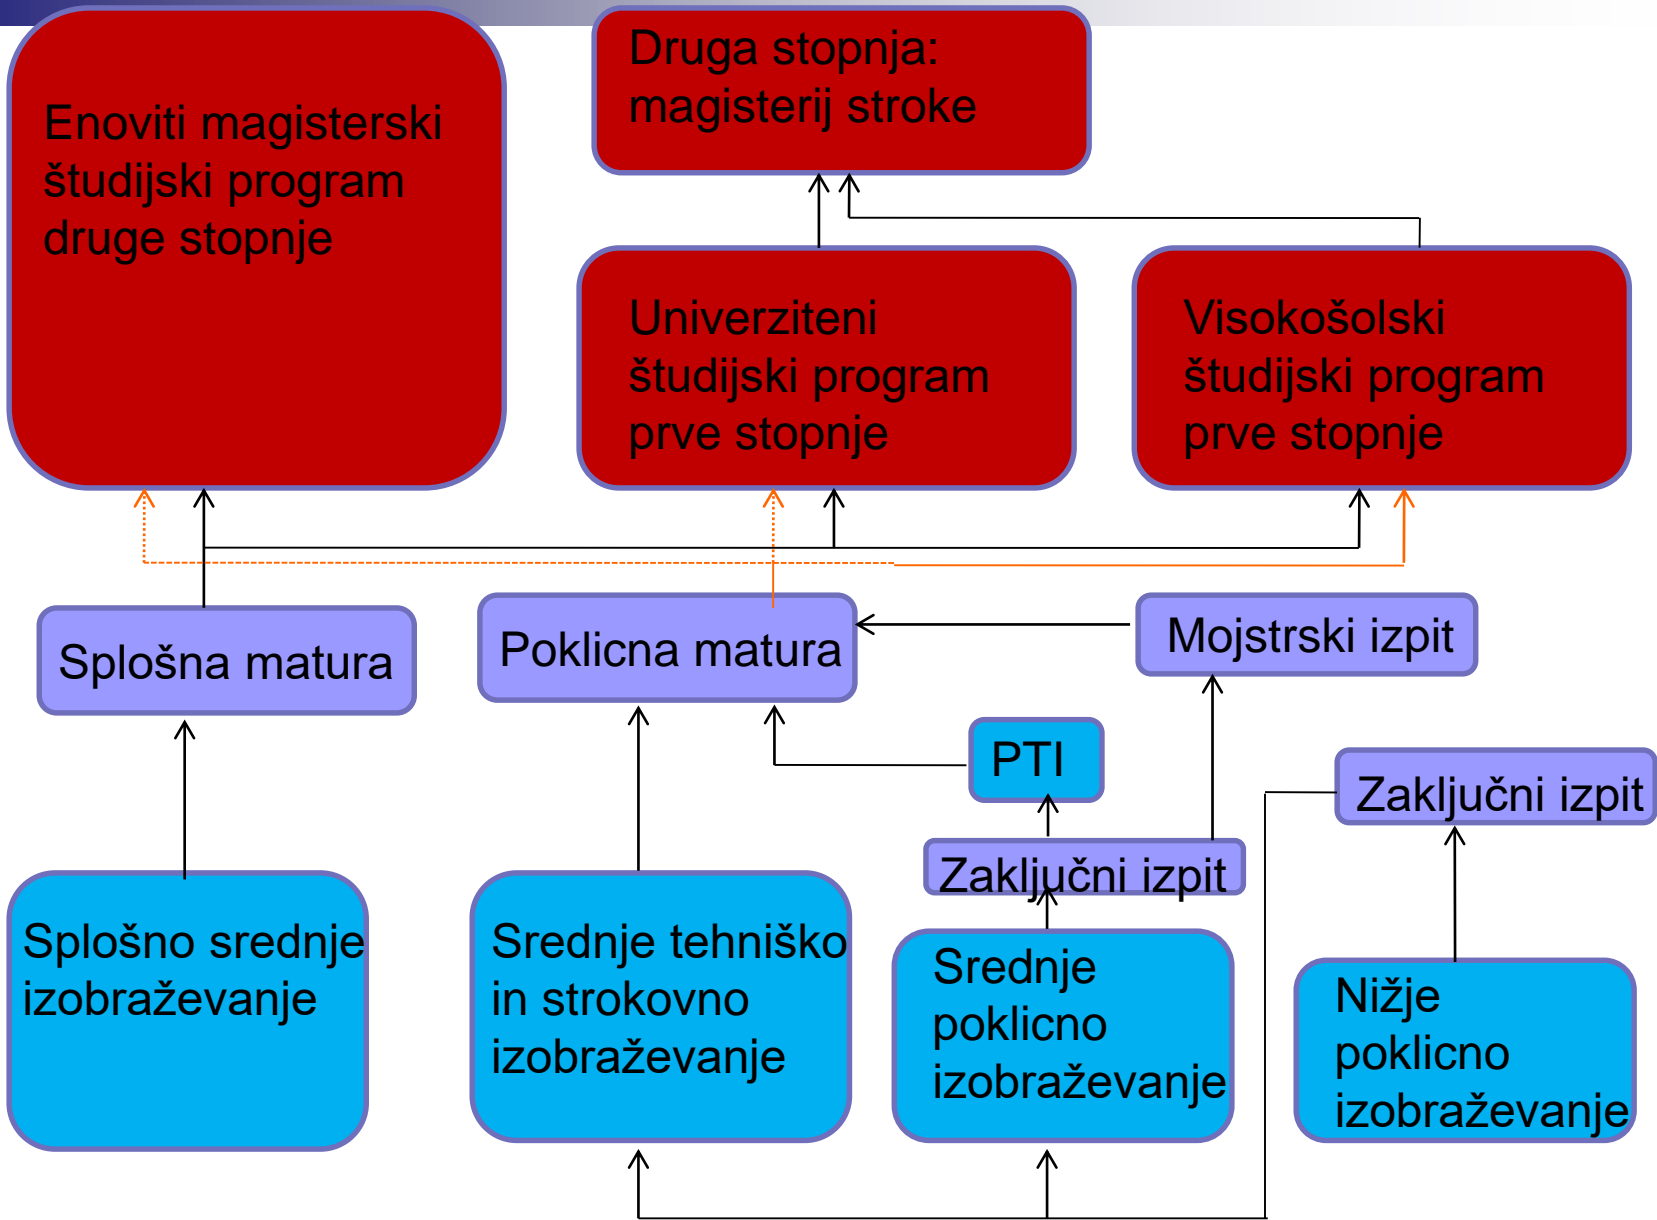 Enoviti magisterski
študijski program
druge stopnje
Druga stopnja:
magisterij stroke
Univerziteni
študijski program
prve stopnje
Visokošolski
študijski program
prve stopnje
Splošna matura
Poklicna matura
Mojstrski izpit
PTI
Zaključni izpit
Zaključni izpit
Splošno srednje
izobraževanje
Srednje tehniško
in strokovno
izobraževanje
Srednje
poklicno
izobraževanje
Nižje
poklicno
izobraževanje